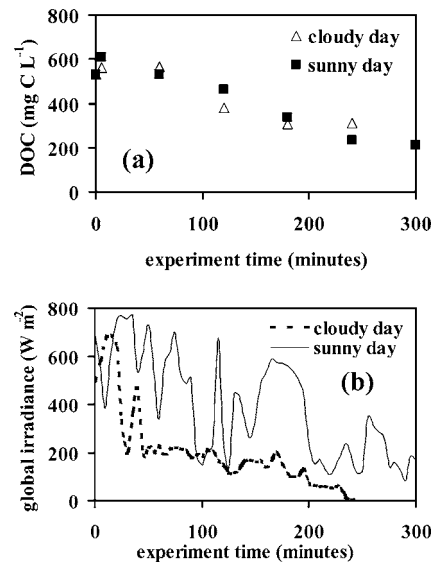 800
600
400
200
0
DOC (mg C L⁻¹)
cloudy day
sunny day
(a)
0 100 200 300
experiment time (minutes)
800
600
400
200
0
global irradiance (W m⁻²)
cloudy day
sunny day
(b)
0 100 200 300
experiment time (minutes)